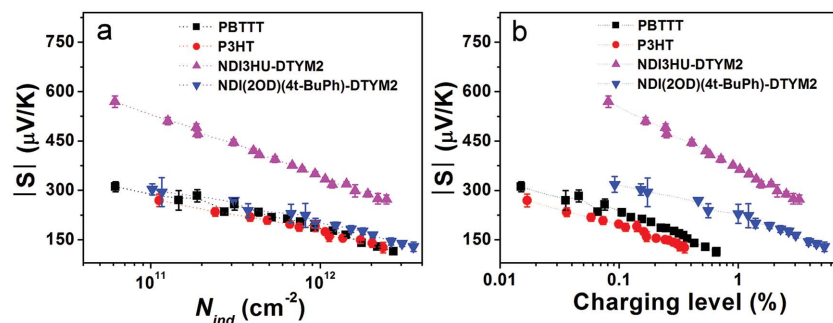 a
PBTTT
P3HT
NDI3HU-DTYM2
NDI(2OD)(4t-BuPh)-DTYM2
|S| (μV/K)
750
600
450
300
150
10¹¹
10¹²
N_ind (cm⁻²)
b
PBTTT
P3HT
NDI3HU-DTYM2
NDI(2OD)(4t-BuPh)-DTYM2
|S| (μV/K)
750
600
450
300
150
0.01
0.1
1
Charging level (%)